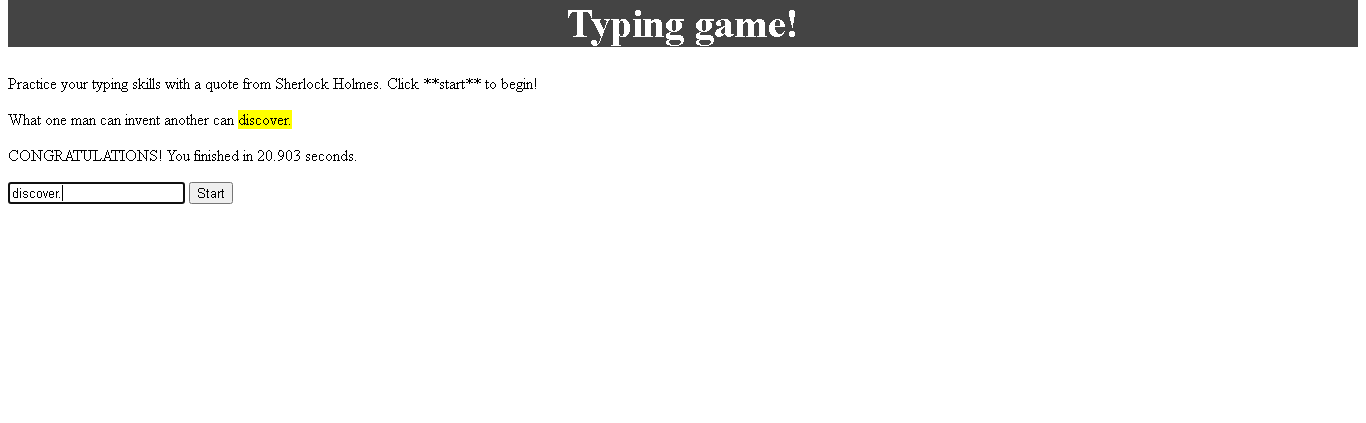 Typing game!
Practice your typing skills with a quote from Sherlock Holmes. Click **start** to begin!
What one man can invent another can discover.
CONGRATULATIONS! You finished in 20.903 seconds.
discover. Start